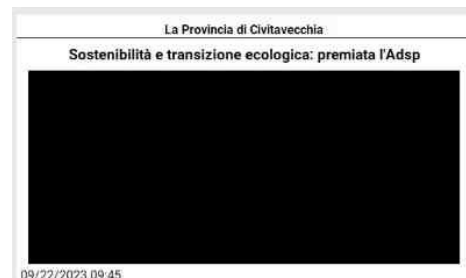 La Provincia di Civitavecchia
Sostenibilità e transizione ecologica: premiata l'Adsp
09/22/2023 09:45